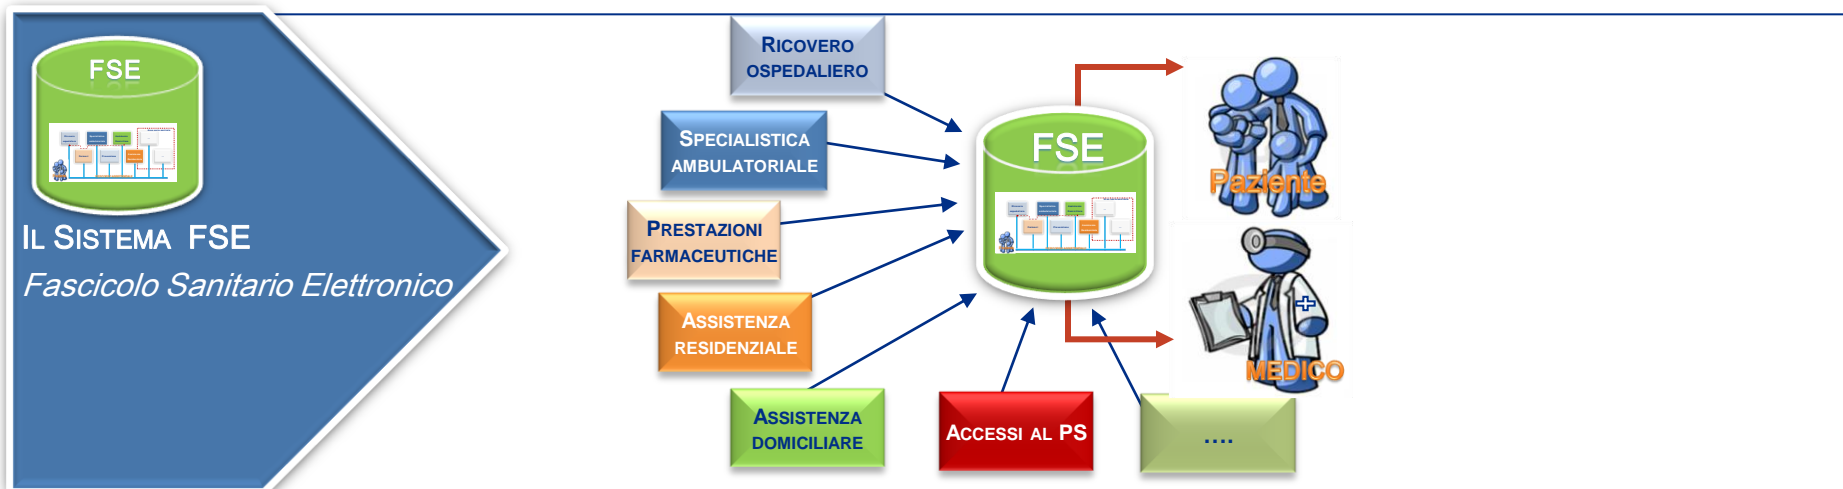 FSE
IL SISTEMA FSE
Fascicolo Sanitario Elettronico
RICOVERO
OSPEDALIERO
SPECIALISTICA
AMBULATORIALE
PRESTAZIONI
FARMACEUTICHE
ASSISTENZA
RESIDENZIALE
ASSISTENZA
DOMICILIARE
ACCESSI AL PS
....
FSE
Paziente
MEDICO